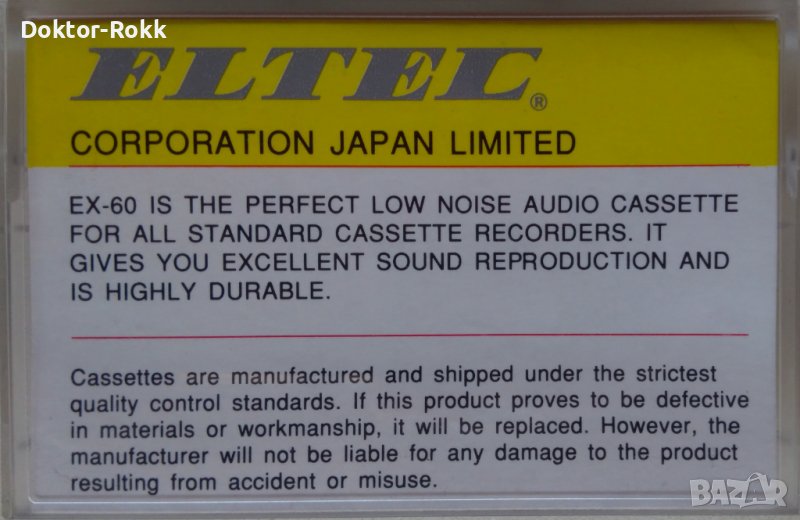 Doktor-Rokk
ELTEL®
CORPORATION JAPAN LIMITED
EX-60 IS THE PERFECT LOW NOISE AUDIO CASSETTE
FOR ALL STANDARD CASSETTE RECORDERS. IT
GIVES YOU EXCELLENT SOUND REPRODUCTION AND
IS HIGHLY DURABLE.
Cassettes are manufactured and shipped under the strictest
quality control standards. If this product proves to be defective
in materials or workmanship, it will be replaced. However, the
manufacturer will not be liable for any damage to the product
resulting from accident or misuse.
BAZAR